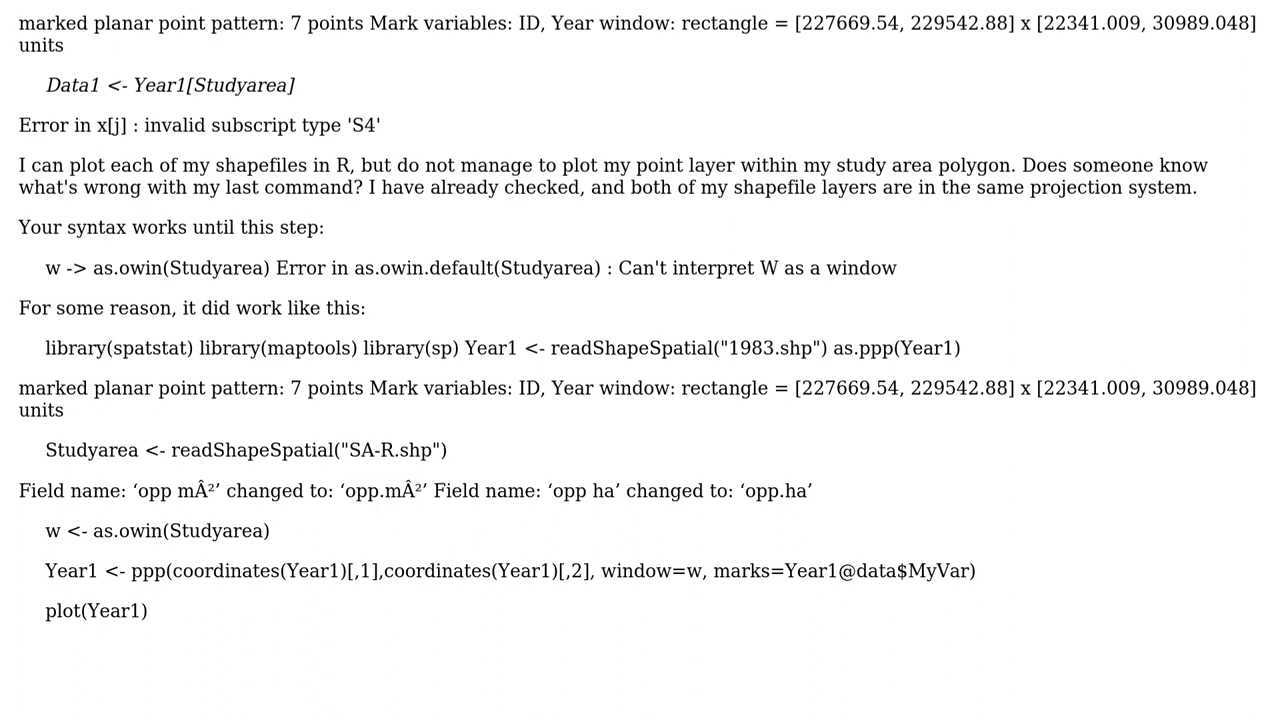 marked planar point pattern: 7 points Mark variables: ID, Year window: rectangle = [227669.54, 229542.88] x [22341.009, 30989.048]
units
Data1 <- Year1[Studyarea]
Error in x[j] : invalid subscript type 'S4'
I can plot each of my shapefiles in R, but do not manage to plot my point layer within my study area polygon. Does someone know
what's wrong with my last command? I have already checked, and both of my shapefile layers are in the same projection system.
Your syntax works until this step:
w -> as.owin(Studyarea) Error in as.owin.default(Studyarea) : Can't interpret W as a window
For some reason, it did work like this:
library(spatstat) library(maptools) library(sp) Year1 <- readShapeSpatial("1983.shp") as.ppp(Year1)
marked planar point pattern: 7 points Mark variables: ID, Year window: rectangle = [227669.54, 229542.88] x [22341.009, 30989.048]
units
Studyarea <- readShapeSpatial("SA-R.shp")
Field name: ‘opp mÂ²’ changed to: ‘opp.mÂ²’ Field name: ‘opp ha’ changed to: ‘opp.ha’
w <- as.owin(Studyarea)
Year1 <- ppp(coordinates(Year1)[,1],coordinates(Year1)[,2], window=w, marks=Year1@data$MyVar)
plot(Year1)